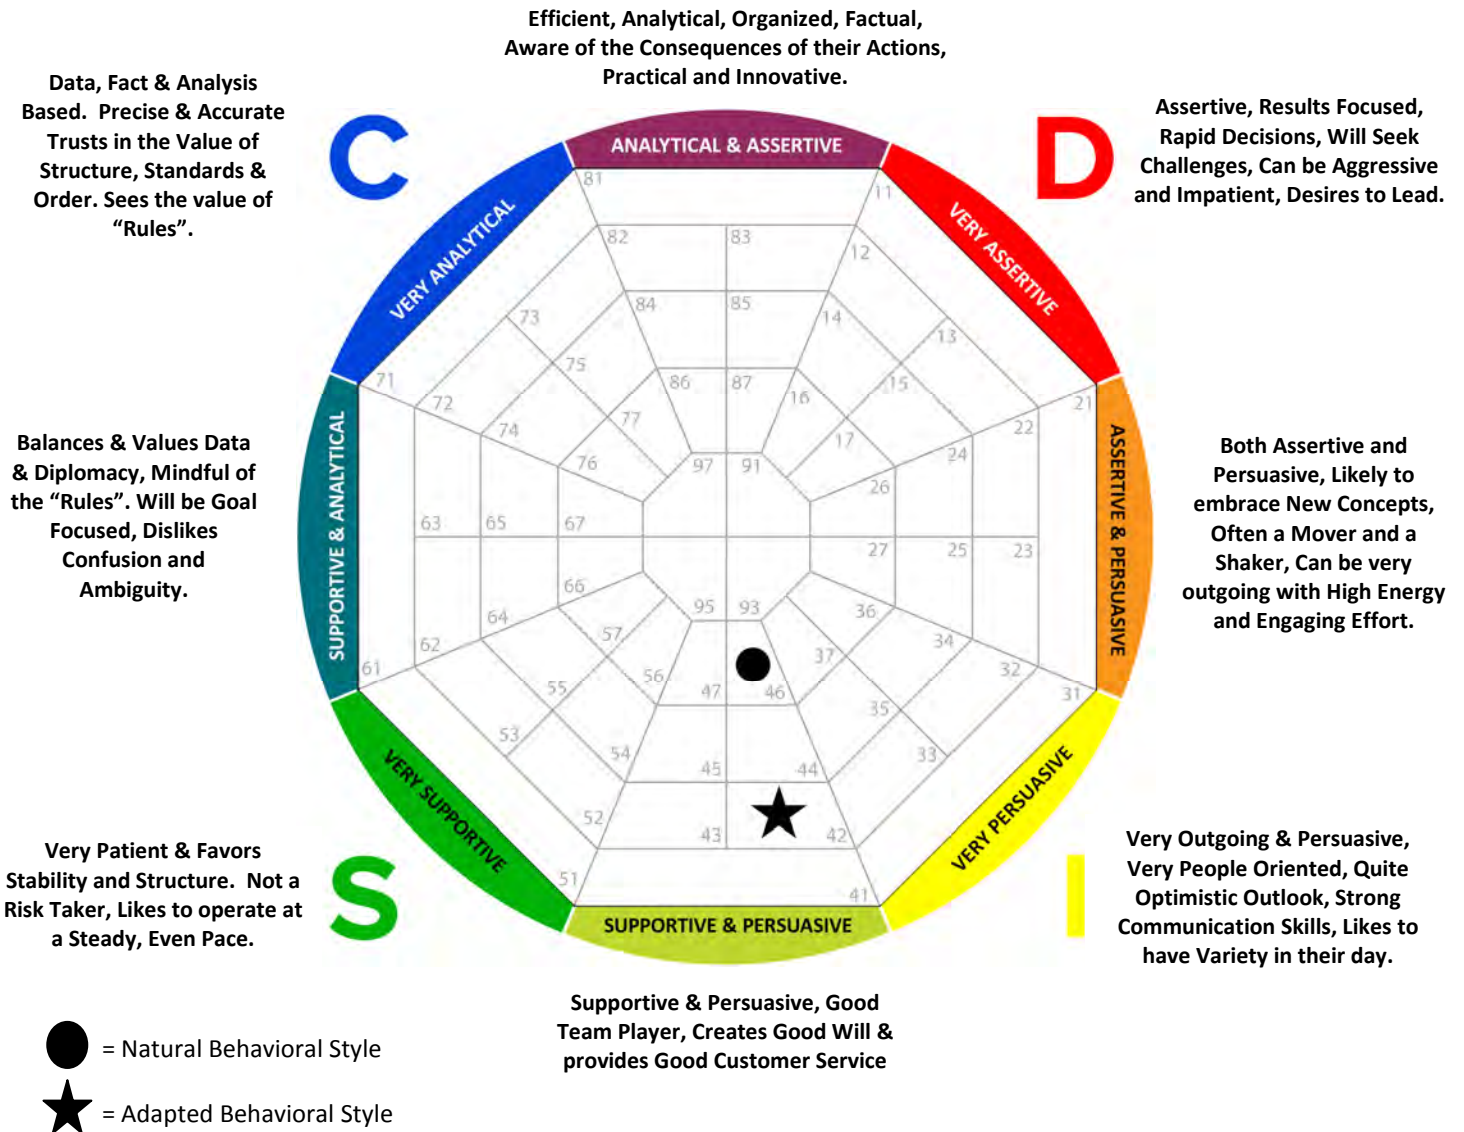 Efficient, Analytical, Organized, Factual,
Aware of the Consequences of their Actions,
Practical and Innovative.
Data, Fact & Analysis
Based.  Precise & Accurate
Trusts in the Value of
Structure, Standards &
Order. Sees the value of
“Rules”.
C
ANALYTICAL & ASSERTIVE
D
Assertive, Results Focused,
Rapid Decisions, Will Seek
Challenges, Can be Aggressive
and Impatient, Desires to Lead.
VERY ANALYTICAL
VERY ASSERTIVE
81
11
82
83
12
73
84
85
14
13
75
86
87
16
15
71
72
77
17
21
22
74
76
97
91
24
26
Balances & Values Data
& Diplomacy, Mindful of
the “Rules”. Will be Goal
Focused, Dislikes
Confusion and
Ambiguity.
SUPPORTIVE & ANALYTICAL
ASSERTIVE & PERSUASIVE
Both Assertive and
Persuasive, Likely to
embrace New Concepts,
Often a Mover and a
Shaker, Can be very
outgoing with High Energy
and Engaging Effort.
63
65
67
27
25
23
66
95
93
36
64
57
34
62
56
47
46
37
32
61
55
35
31
53
54
45
44
33
52
43
42
51
41
VERY SUPPORTIVE
VERY PERSUASIVE
Very Patient & Favors
Stability and Structure.  Not a
Risk Taker, Likes to operate at
a Steady, Even Pace.
S
SUPPORTIVE & PERSUASIVE
I
Very Outgoing & Persuasive,
Very People Oriented, Quite
Optimistic Outlook, Strong
Communication Skills, Likes to
have Variety in their day.
Supportive & Persuasive, Good
Team Player, Creates Good Will &
provides Good Customer Service
= Natural Behavioral Style
= Adapted Behavioral Style